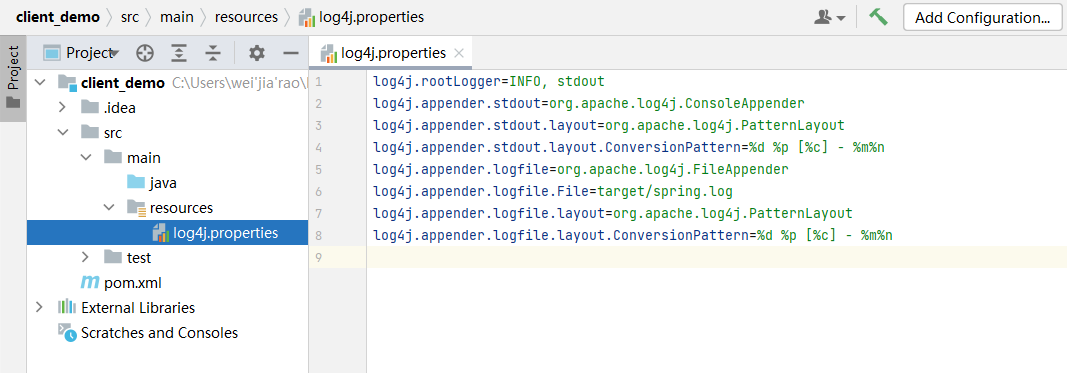 client_demo src main resources log4j.properties Add Configuration...
Project
Project log4j.properties
client_demo C:\Users\wei'jia'rao\
.idea
src
main
java
resources
log4j.properties
test
pom.xml
External Libraries
Scratches and Consoles
1 log4j.rootLogger=INFO, stdout
2 log4j.appender.stdout=org.apache.log4j.ConsoleAppender
3 log4j.appender.stdout.layout=org.apache.log4j.PatternLayout
4 log4j.appender.stdout.layout.ConversionPattern=%d %p [%c] - %m%n
5 log4j.appender.logfile=org.apache.log4j.FileAppender
6 log4j.appender.logfile.File=target/spring.log
7 log4j.appender.logfile.layout=org.apache.log4j.PatternLayout
8 log4j.appender.logfile.layout.ConversionPattern=%d %p [%c] - %m%n
9